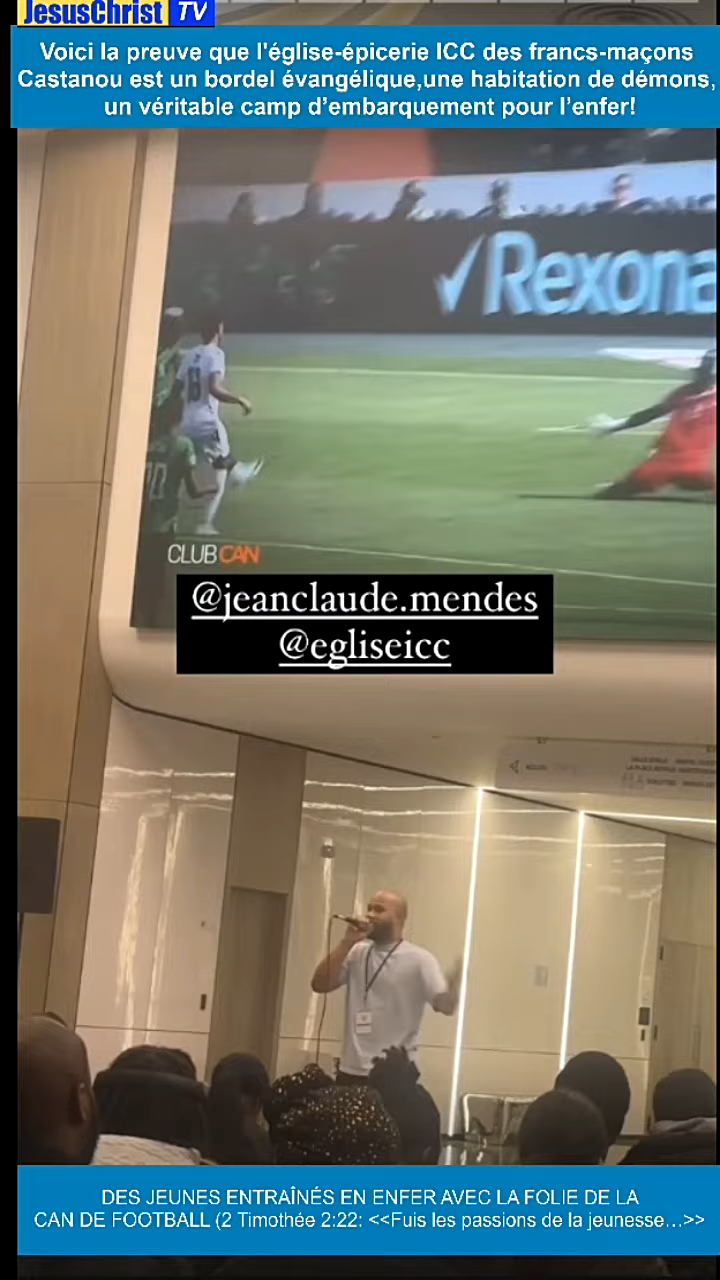 JesusChrist TV
Voici la preuve que l'église-épicerie ICC des francs-maçons
Castanou est un bordel évangélique,une habitation de démons,
un véritable camp d'embarquement pour l'enfer!
✓Rexona
8
20
CLUBCAN
@jeanclaude.mendes
@egliseicc
DES JEUNES ENTRAÎNÉS EN ENFER AVEC LA FOLIE DE LA
CAN DE FOOTBALL (2 Timothée 2:22: <<Fuis les passions de la jeunesse...>>